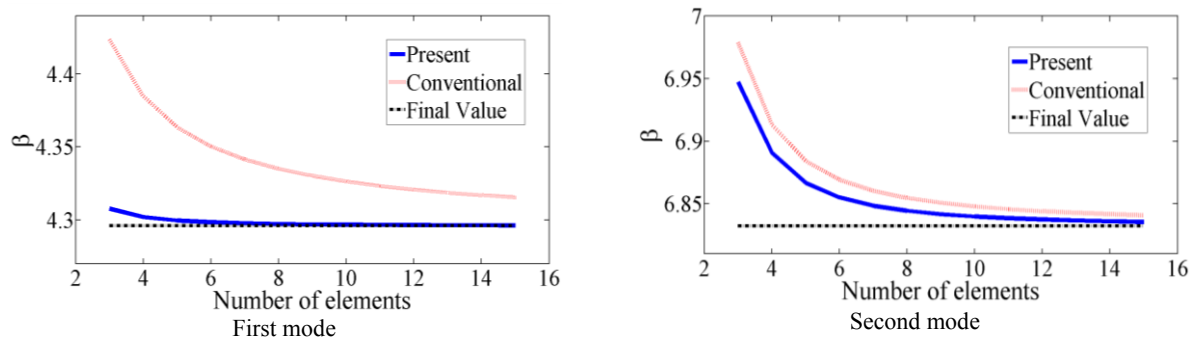 4.4
4.35
4.3
β
Present
Conventional
Final Value
2 4 6 8 10 12 14 16
Number of elements
First mode
7
6.95
6.9
6.85
β
Present
Conventional
Final Value
2 4 6 8 10 12 14 16
Number of elements
Second mode